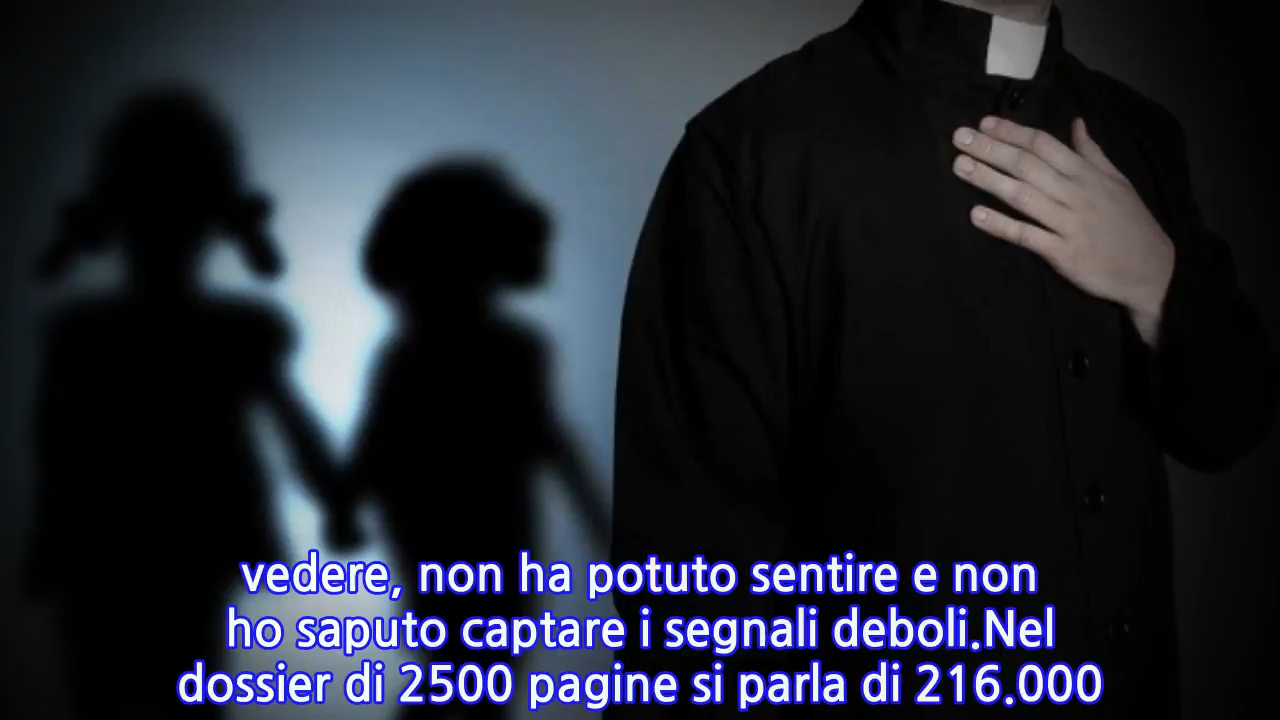 vedere, non ha potuto sentire e non
ho saputo captare i segnali deboli.Nel
dossier di 2500 pagine si parla di 216.000